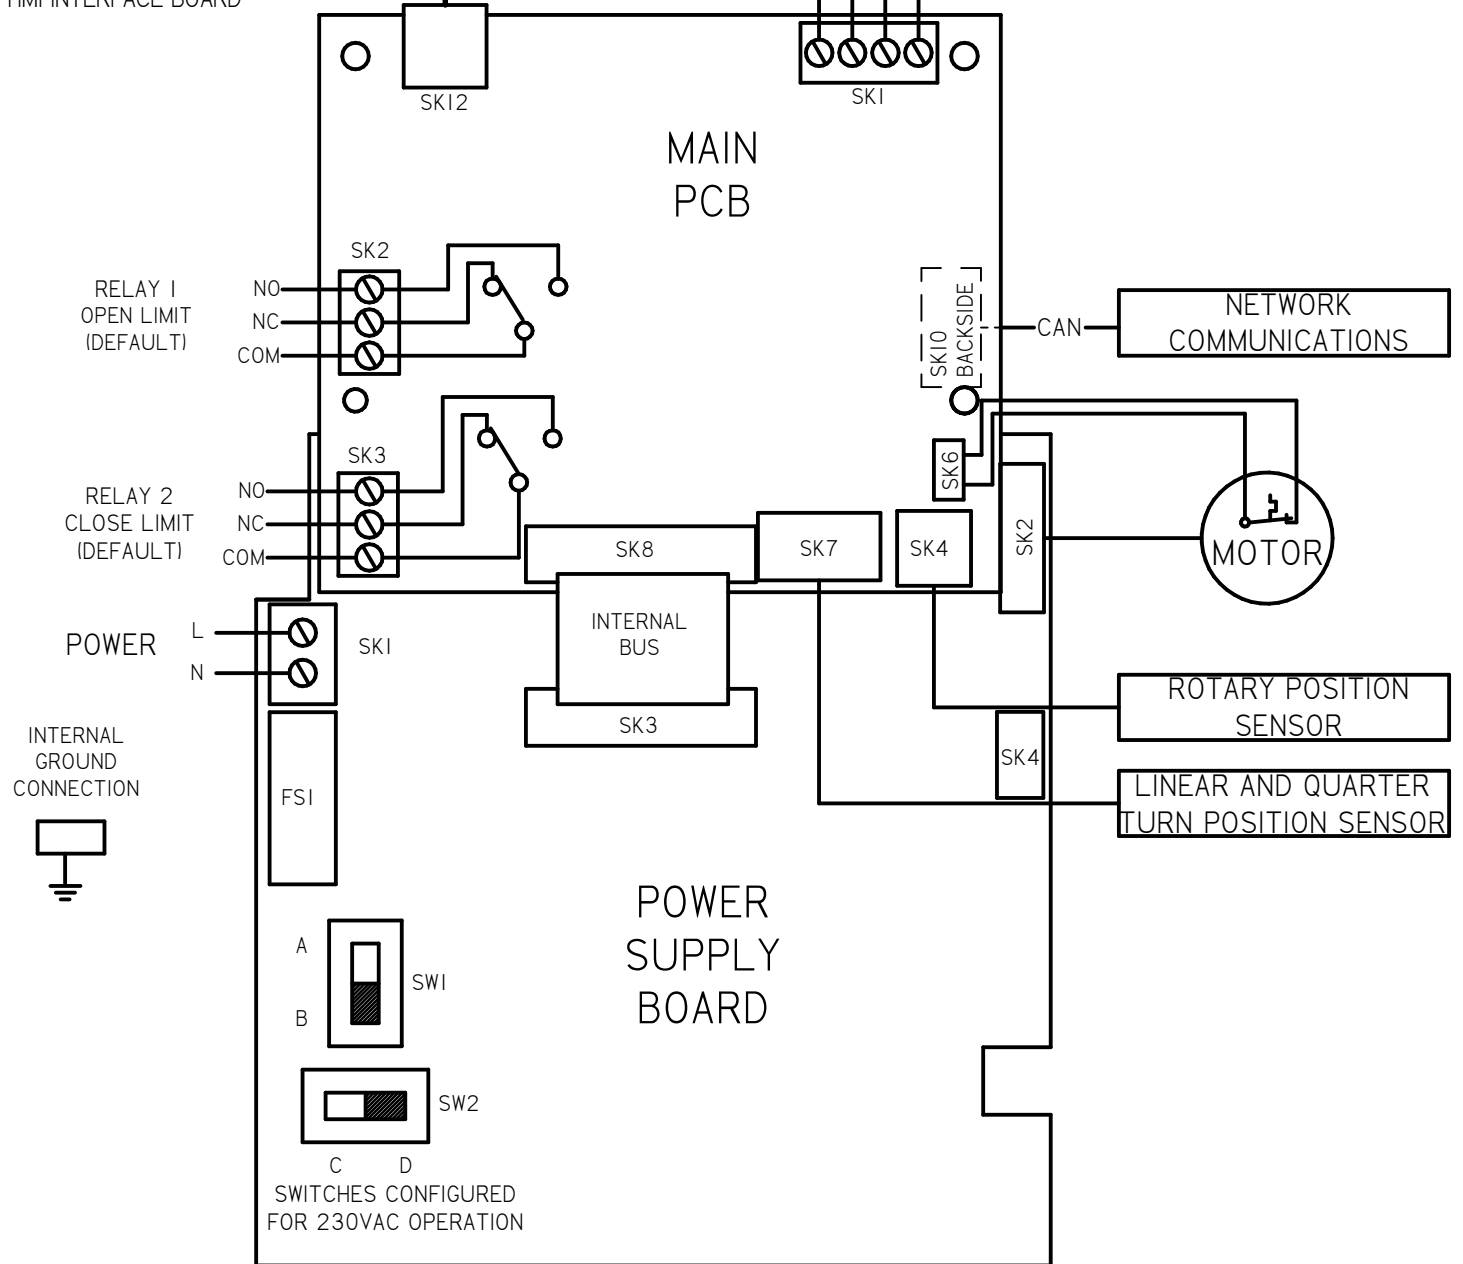 HMI INTERFACE BOARD
SK12
SK1
MAIN
PCB
SK2
RELAY 1
OPEN LIMIT
(DEFAULT)
NO
NC
COM
SK10
BACKSIDE
CAN
NETWORK
COMMUNICATIONS
SK3
RELAY 2
CLOSE LIMIT
(DEFAULT)
NO
NC
COM
SK6
SK8
SK7
SK4
SK2
MOTOR
INTERNAL
BUS
POWER
L
N
SK1
SK3
ROTARY POSITION
SENSOR
SK4
LINEAR AND QUARTER
TURN POSITION SENSOR
INTERNAL
GROUND
CONNECTION
FS1
POWER
SUPPLY
BOARD
A
B
SW1
SW2
C D
SWITCHES CONFIGURED
FOR 230VAC OPERATION